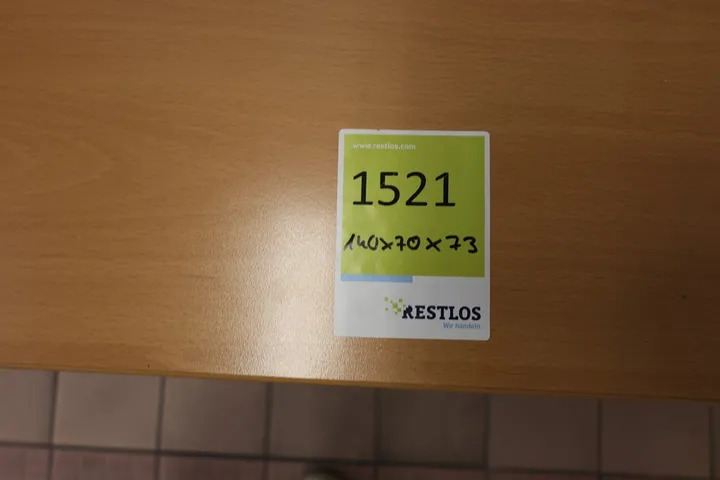 www.restlos.com
1521
140x70x73
RESTLOS
Wir handeln